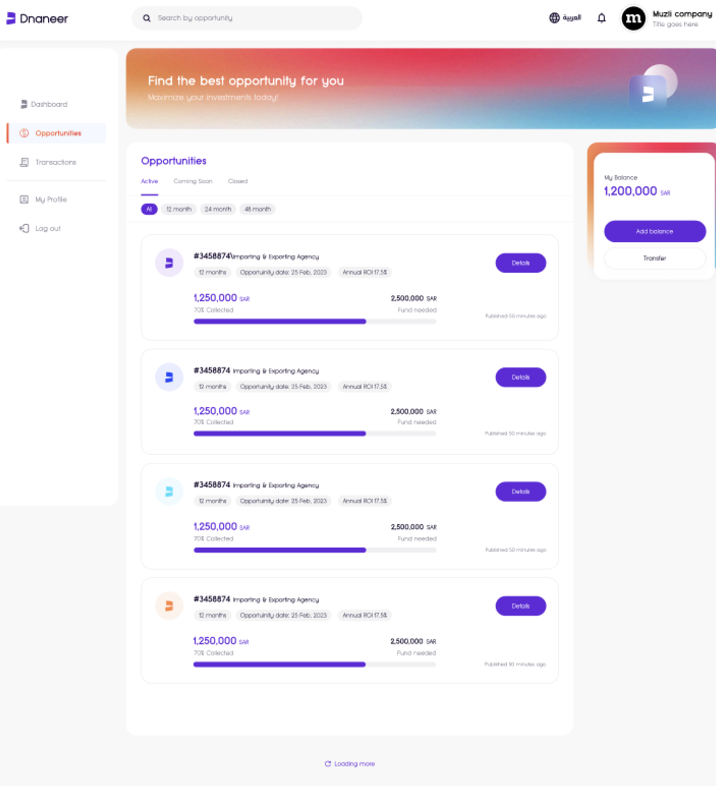 Dnaneer
Search by opportunity
العربية
Muzli company
Title goes here
Dashboard
Opportunities
Transactions
My Profile
Log out
Find the best opportunity for you
Maximize your investments today!
Opportunities
Active Coming Soon Closed
All 12 month 24 month 48 month
#3458874\Importing & Exporting Agency
12 months Opportunity date: 25 Feb, 2023 Annual ROI 17,5%
Details
1,250,000 SAR 2,500,000 SAR
70% Collected Fund needed
Published 50 minutes ago
#3458874 Importing & Exporting Agency
12 months Opportuinity date: 25 Feb, 2023 Annual ROI 17,5%
Details
1,250,000 SAR 2,500,000 SAR
70% Collected Fund needed
Published 50 minutes ago
#3458874 Importing & Exporting Agency
12 months Opportuinity date: 25 Feb, 2023 Annual ROI 17,5%
Details
1,250,000 SAR 2,500,000 SAR
70% Collected Fund needed
Published 50 minutes ago
#3458874 Importing & Exporting Agency
12 months Opportuinity date: 25 Feb, 2023 Annual ROI 17,5%
Details
1,250,000 SAR 2,500,000 SAR
70% Collected Fund needed
Published 50 minutes ago
Loading more
My Balance
1,200,000 SAR
Add balance
Transfer